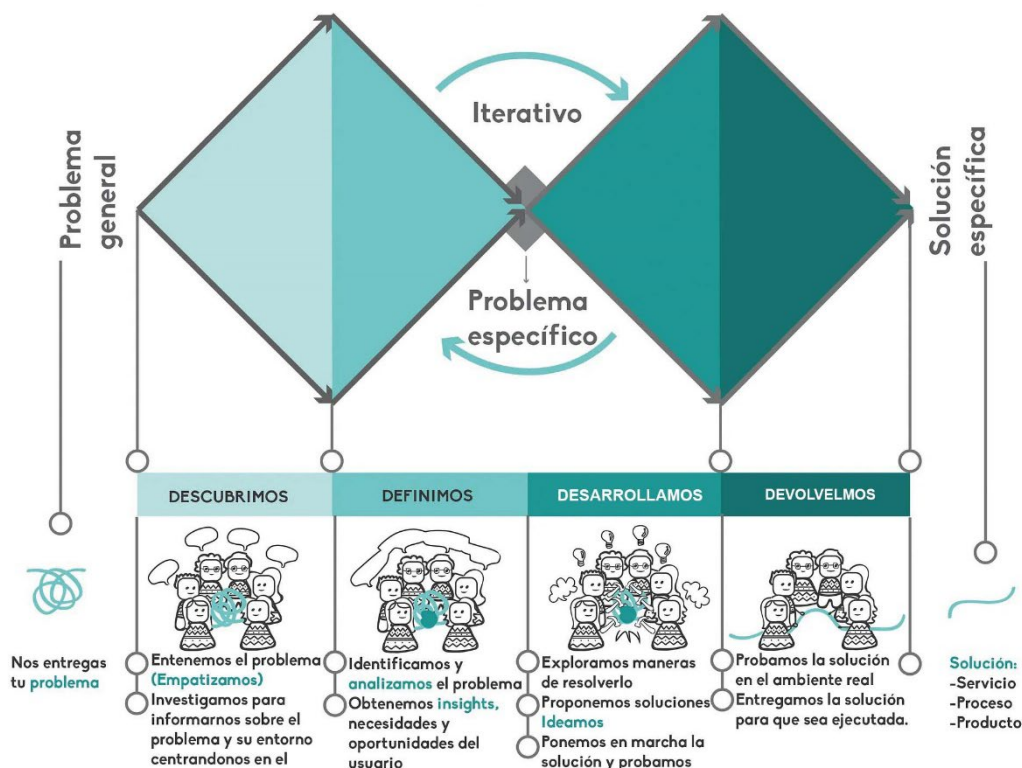 Problema
general
Iterativo
Problema
específico
Solución
específica
DESCUBRIMOS
DEFINIMOS
DESARROLLAMOS
DEVOLVELMOS
Nos entregas
tu problema
Entenemos el problema
(Empatizamos)
Investigamos para
informarnos sobre el
problema y su entorno
centrandonos en el
Identificamos y
analizamos el problema
Obtenemos insights,
necesidades y
oportunidades del
usuario
Exploramos maneras
de resolverlo
Proponemos soluciones
Ideamos
Ponemos en marcha la
solución y probamos
Probamos la solución
en el ambiente real
Entregamos la solución
para que sea ejecutada.
Solución:
-Servicio
-Proceso
-Producto